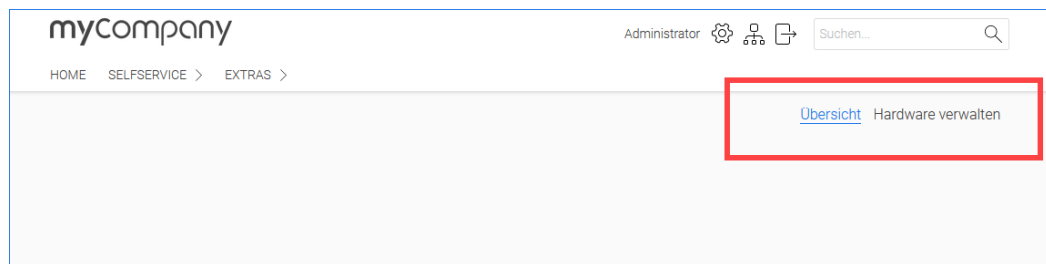 myCompany
Administrator Suchen...
HOME SELFSERVICE > EXTRAS >
Übersicht Hardware verwalten